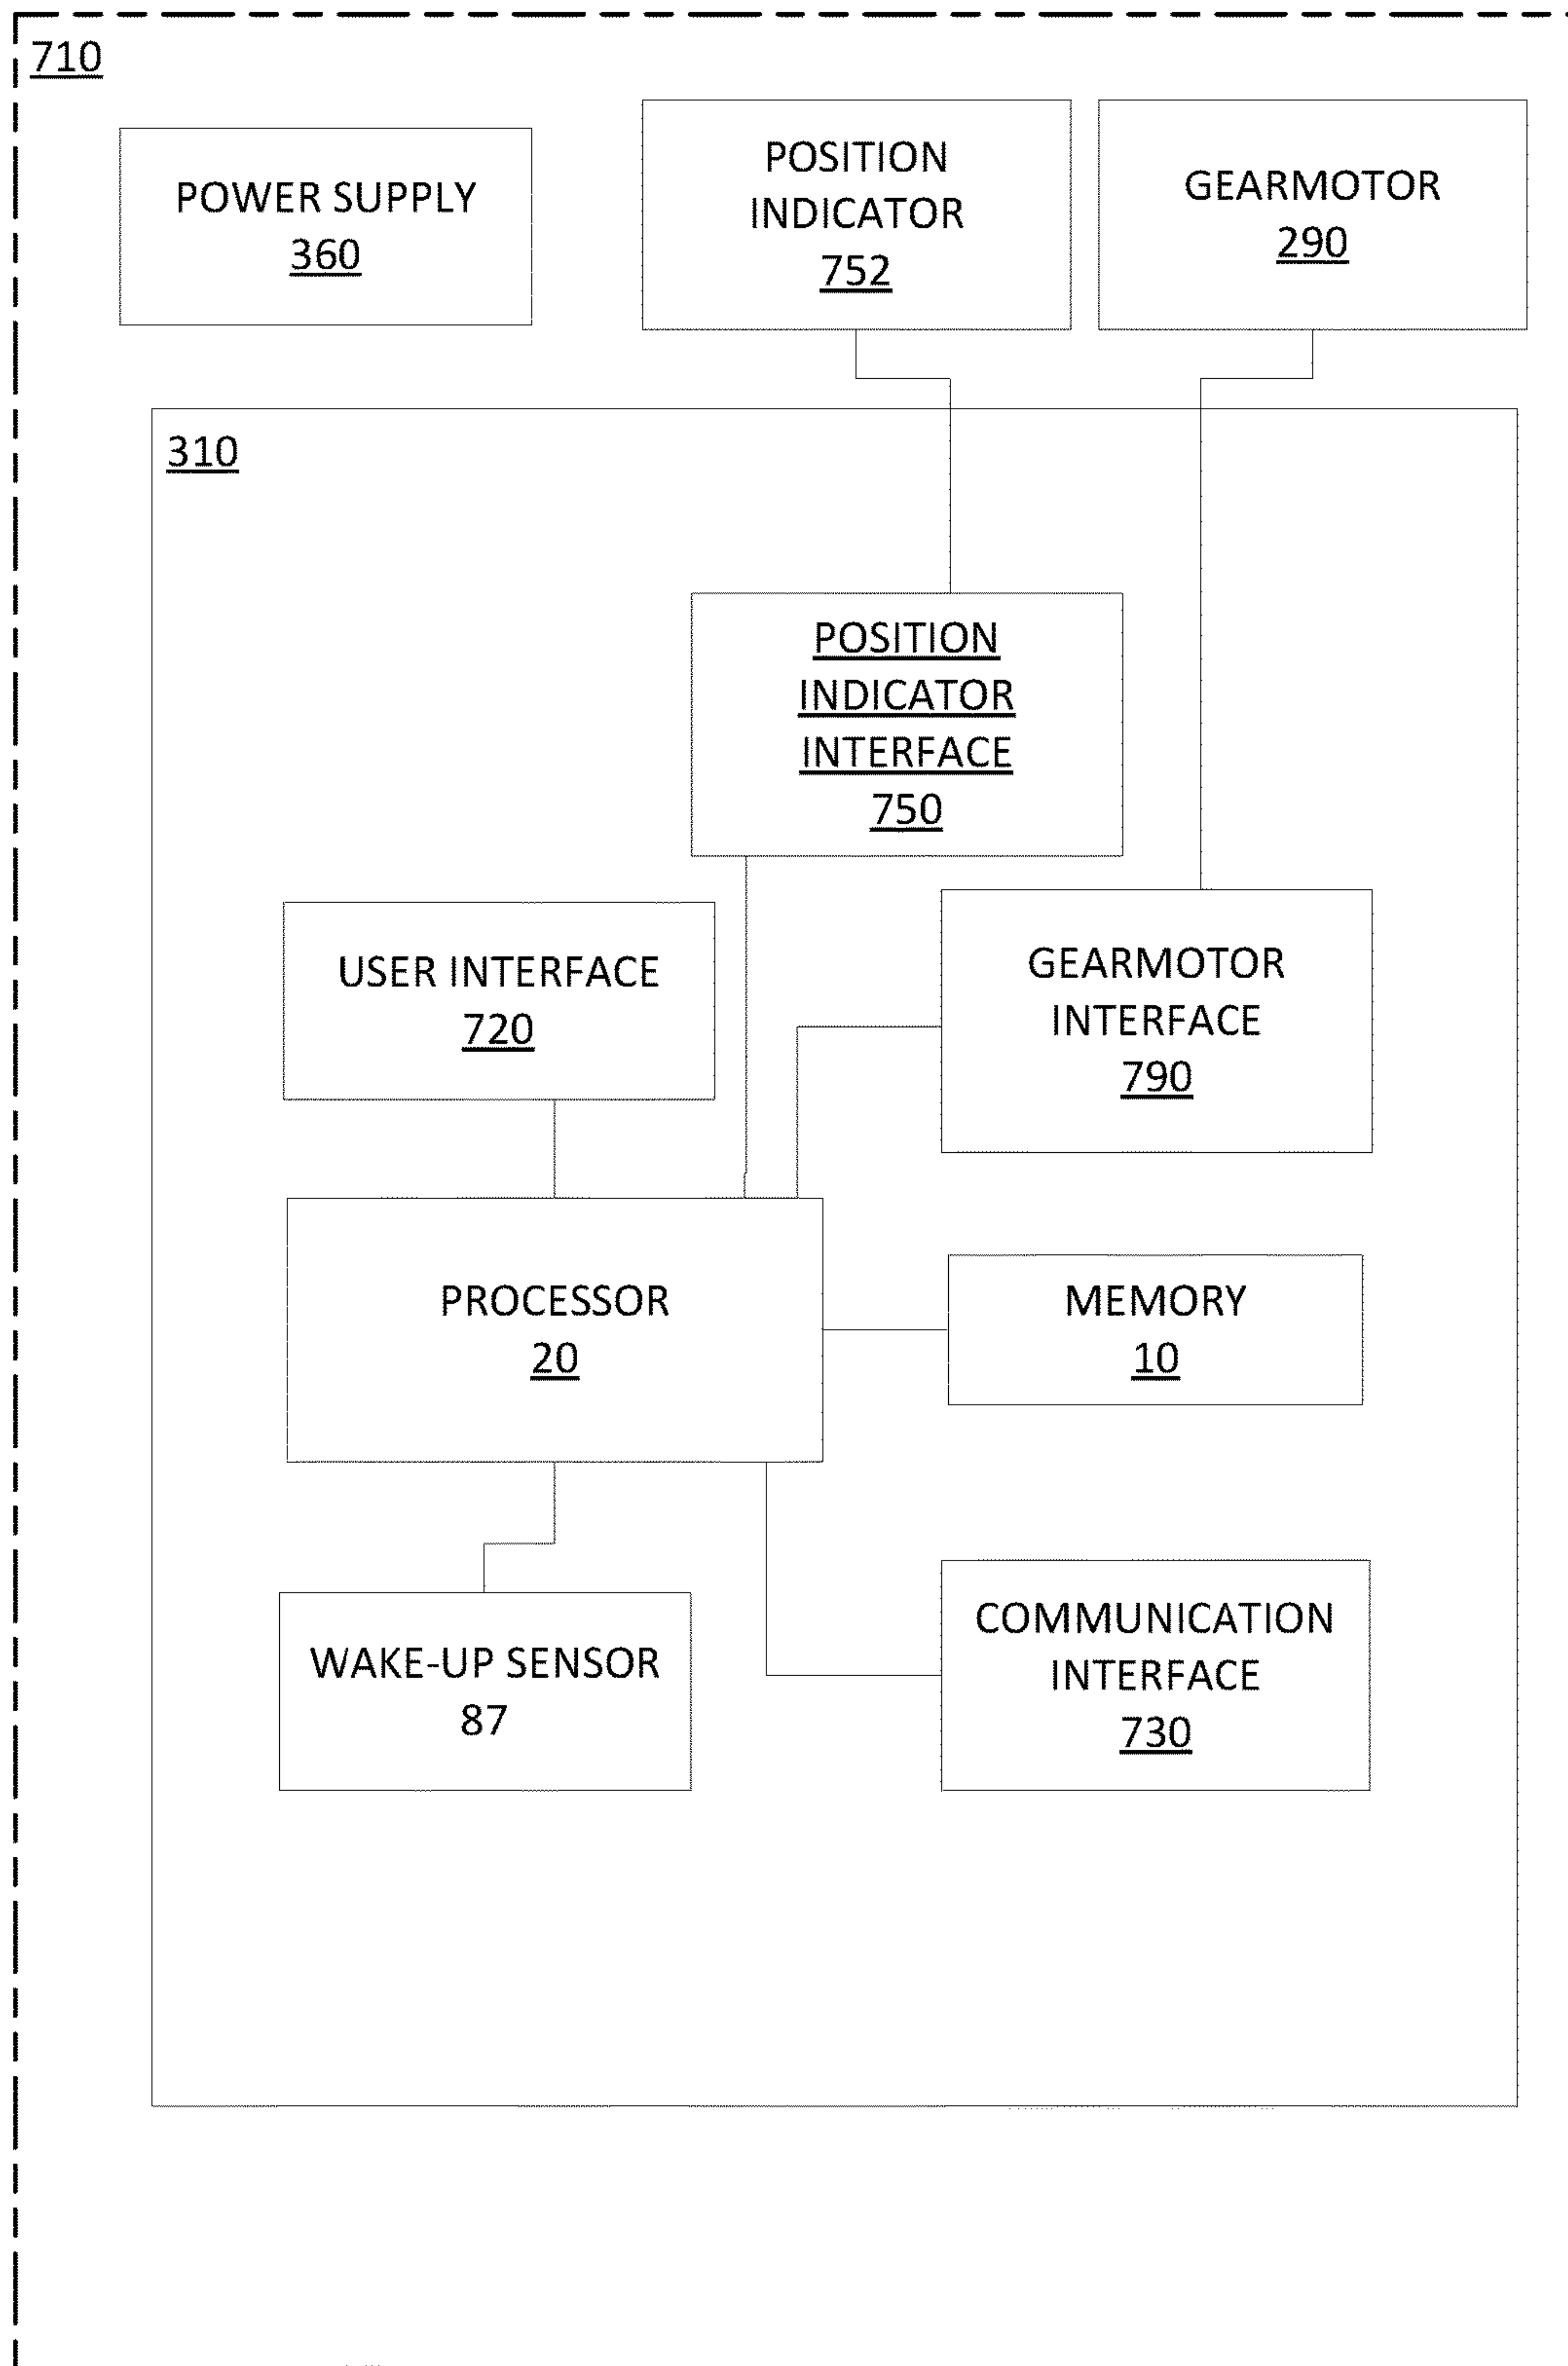 710
POWER SUPPLY
360
POSITION
INDICATOR
752
GEARMOTOR
290
310
POSITION
INDICATOR
INTERFACE
750
USER INTERFACE
720
GEARMOTOR
INTERFACE
790
PROCESSOR
20
MEMORY
10
WAKE-UP SENSOR
87
COMMUNICATION
INTERFACE
730